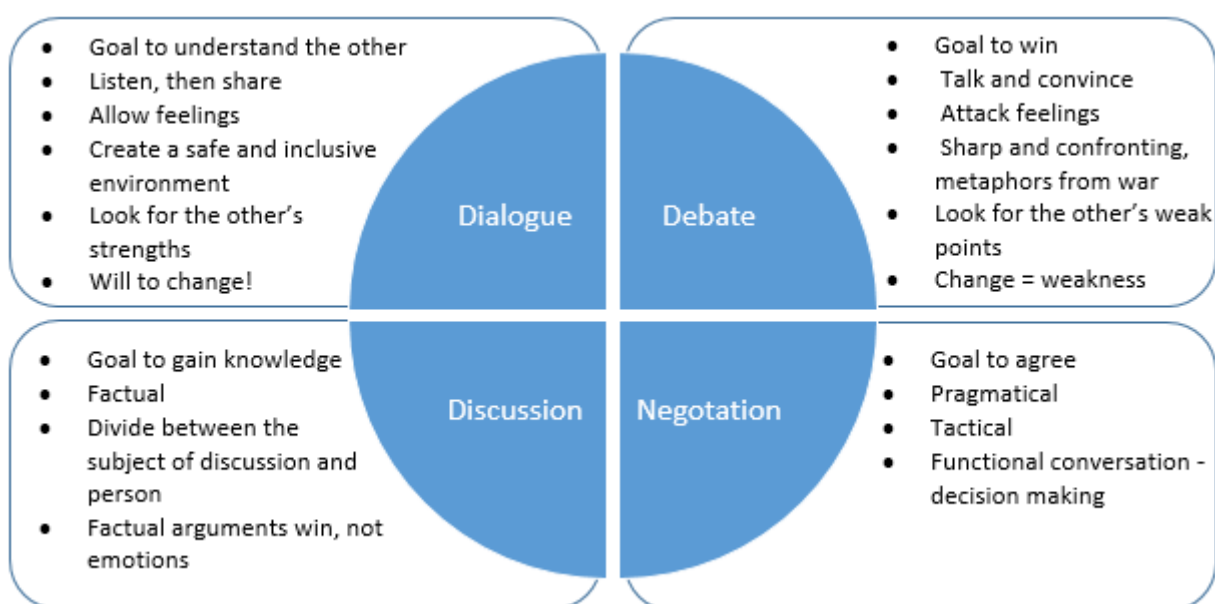 • Goal to understand the other
• Listen, then share
• Allow feelings
• Create a safe and inclusive
environment
• Look for the other’s
strengths
• Will to change!
Dialogue
Debate
• Goal to win
• Talk and convince
• Attack feelings
• Sharp and confronting,
metaphors from war
• Look for the other’s weak
points
• Change = weakness
• Goal to gain knowledge
• Factual
• Divide between the
subject of discussion and
person
• Factual arguments win, not
emotions
Discussion
Negotation
• Goal to agree
• Pragmatical
• Tactical
• Functional conversation -
decision making